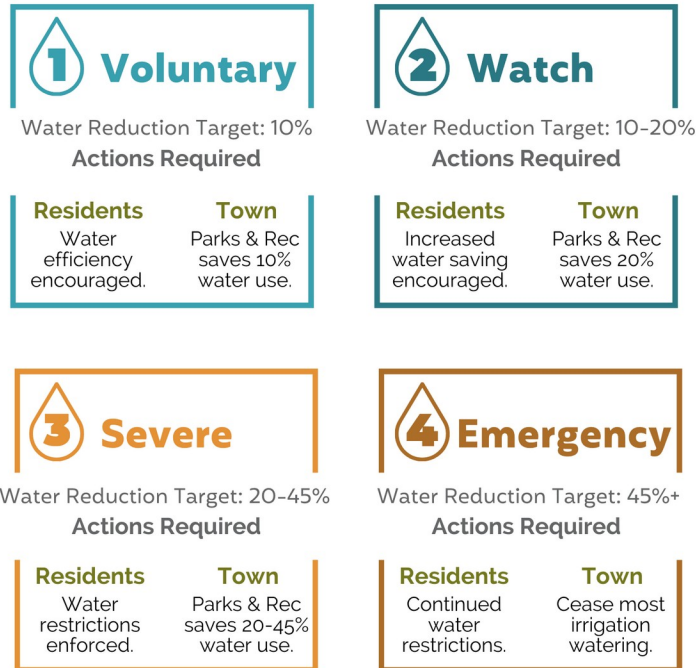 1 Voluntary
Water Reduction Target: 10%
Actions Required
Residents
Water
efficiency
encouraged.
Town
Parks & Rec
saves 10%
water use.
2 Watch
Water Reduction Target: 10-20%
Actions Required
Residents
Increased
water saving
encouraged.
Town
Parks & Rec
saves 20%
water use.
3 Severe
Water Reduction Target: 20-45%
Actions Required
Residents
Water
restrictions
enforced.
Town
Parks & Rec
saves 20-45%
water use.
4 Emergency
Water Reduction Target: 45%+
Actions Required
Residents
Continued
water
restrictions.
Town
Cease most
irrigation
watering.